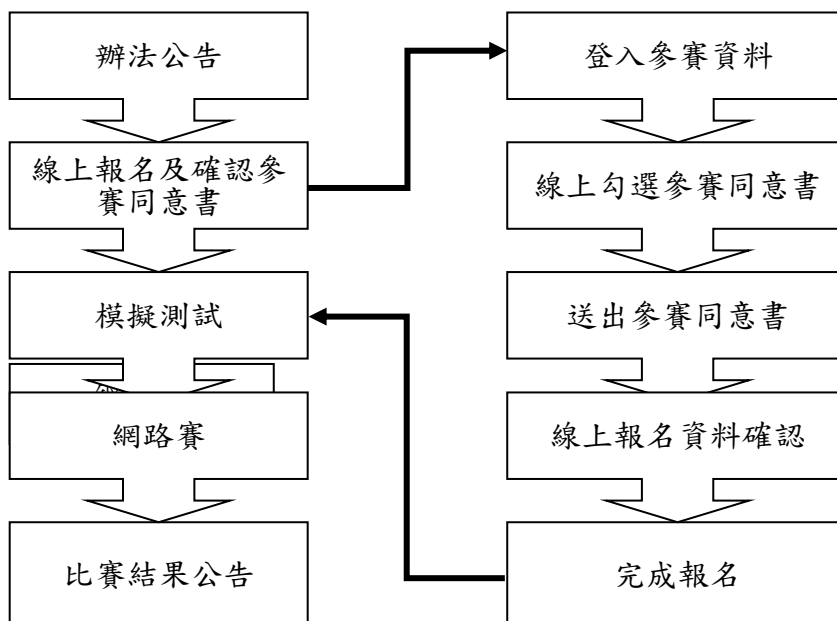 辦法公告
線上報名及確認參
賽同意書
模擬測試
網路賽
比賽結果公告
登入參賽資料
線上勾選參賽同意書
送出參賽同意書
線上報名資料確認
完成報名